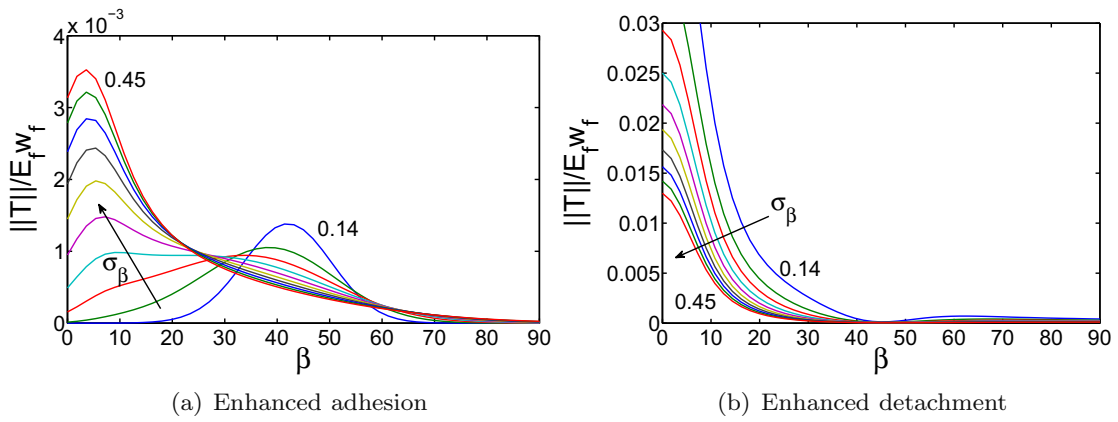 x 10⁻³
4
3
2
1
0
||T||/E_f w_f
0.45
0.14
σ_β
0 10 20 30 40 50 60 70 80 90
β
(a) Enhanced adhesion
0.03
0.025
0.02
0.015
0.01
0.005
0
||T||/E_f w_f
σ_β
0.14
0.45
0 10 20 30 40 50 60 70 80 90
β
(b) Enhanced detachment